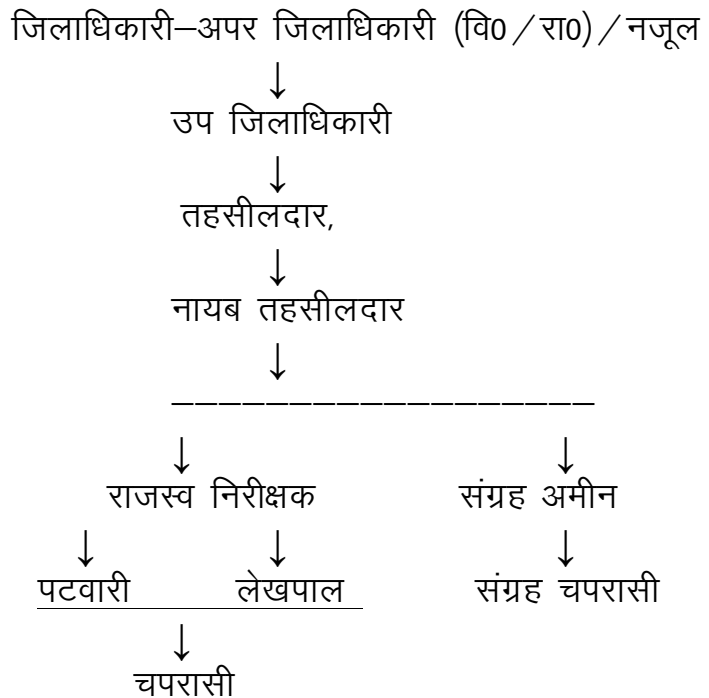 जिलाधिकारी–अपर जिलाधिकारी (वि0/रा0)/नजूल
↓
उप जिलाधिकारी
↓
तहसीलदार,
↓
नायब तहसीलदार
↓
––––––––––––––––––
↓ ↓
राजस्व निरीक्षक संग्रह अमीन
↓ ↓ ↓
पटवारी लेखपाल संग्रह चपरासी
↓
चपरासी